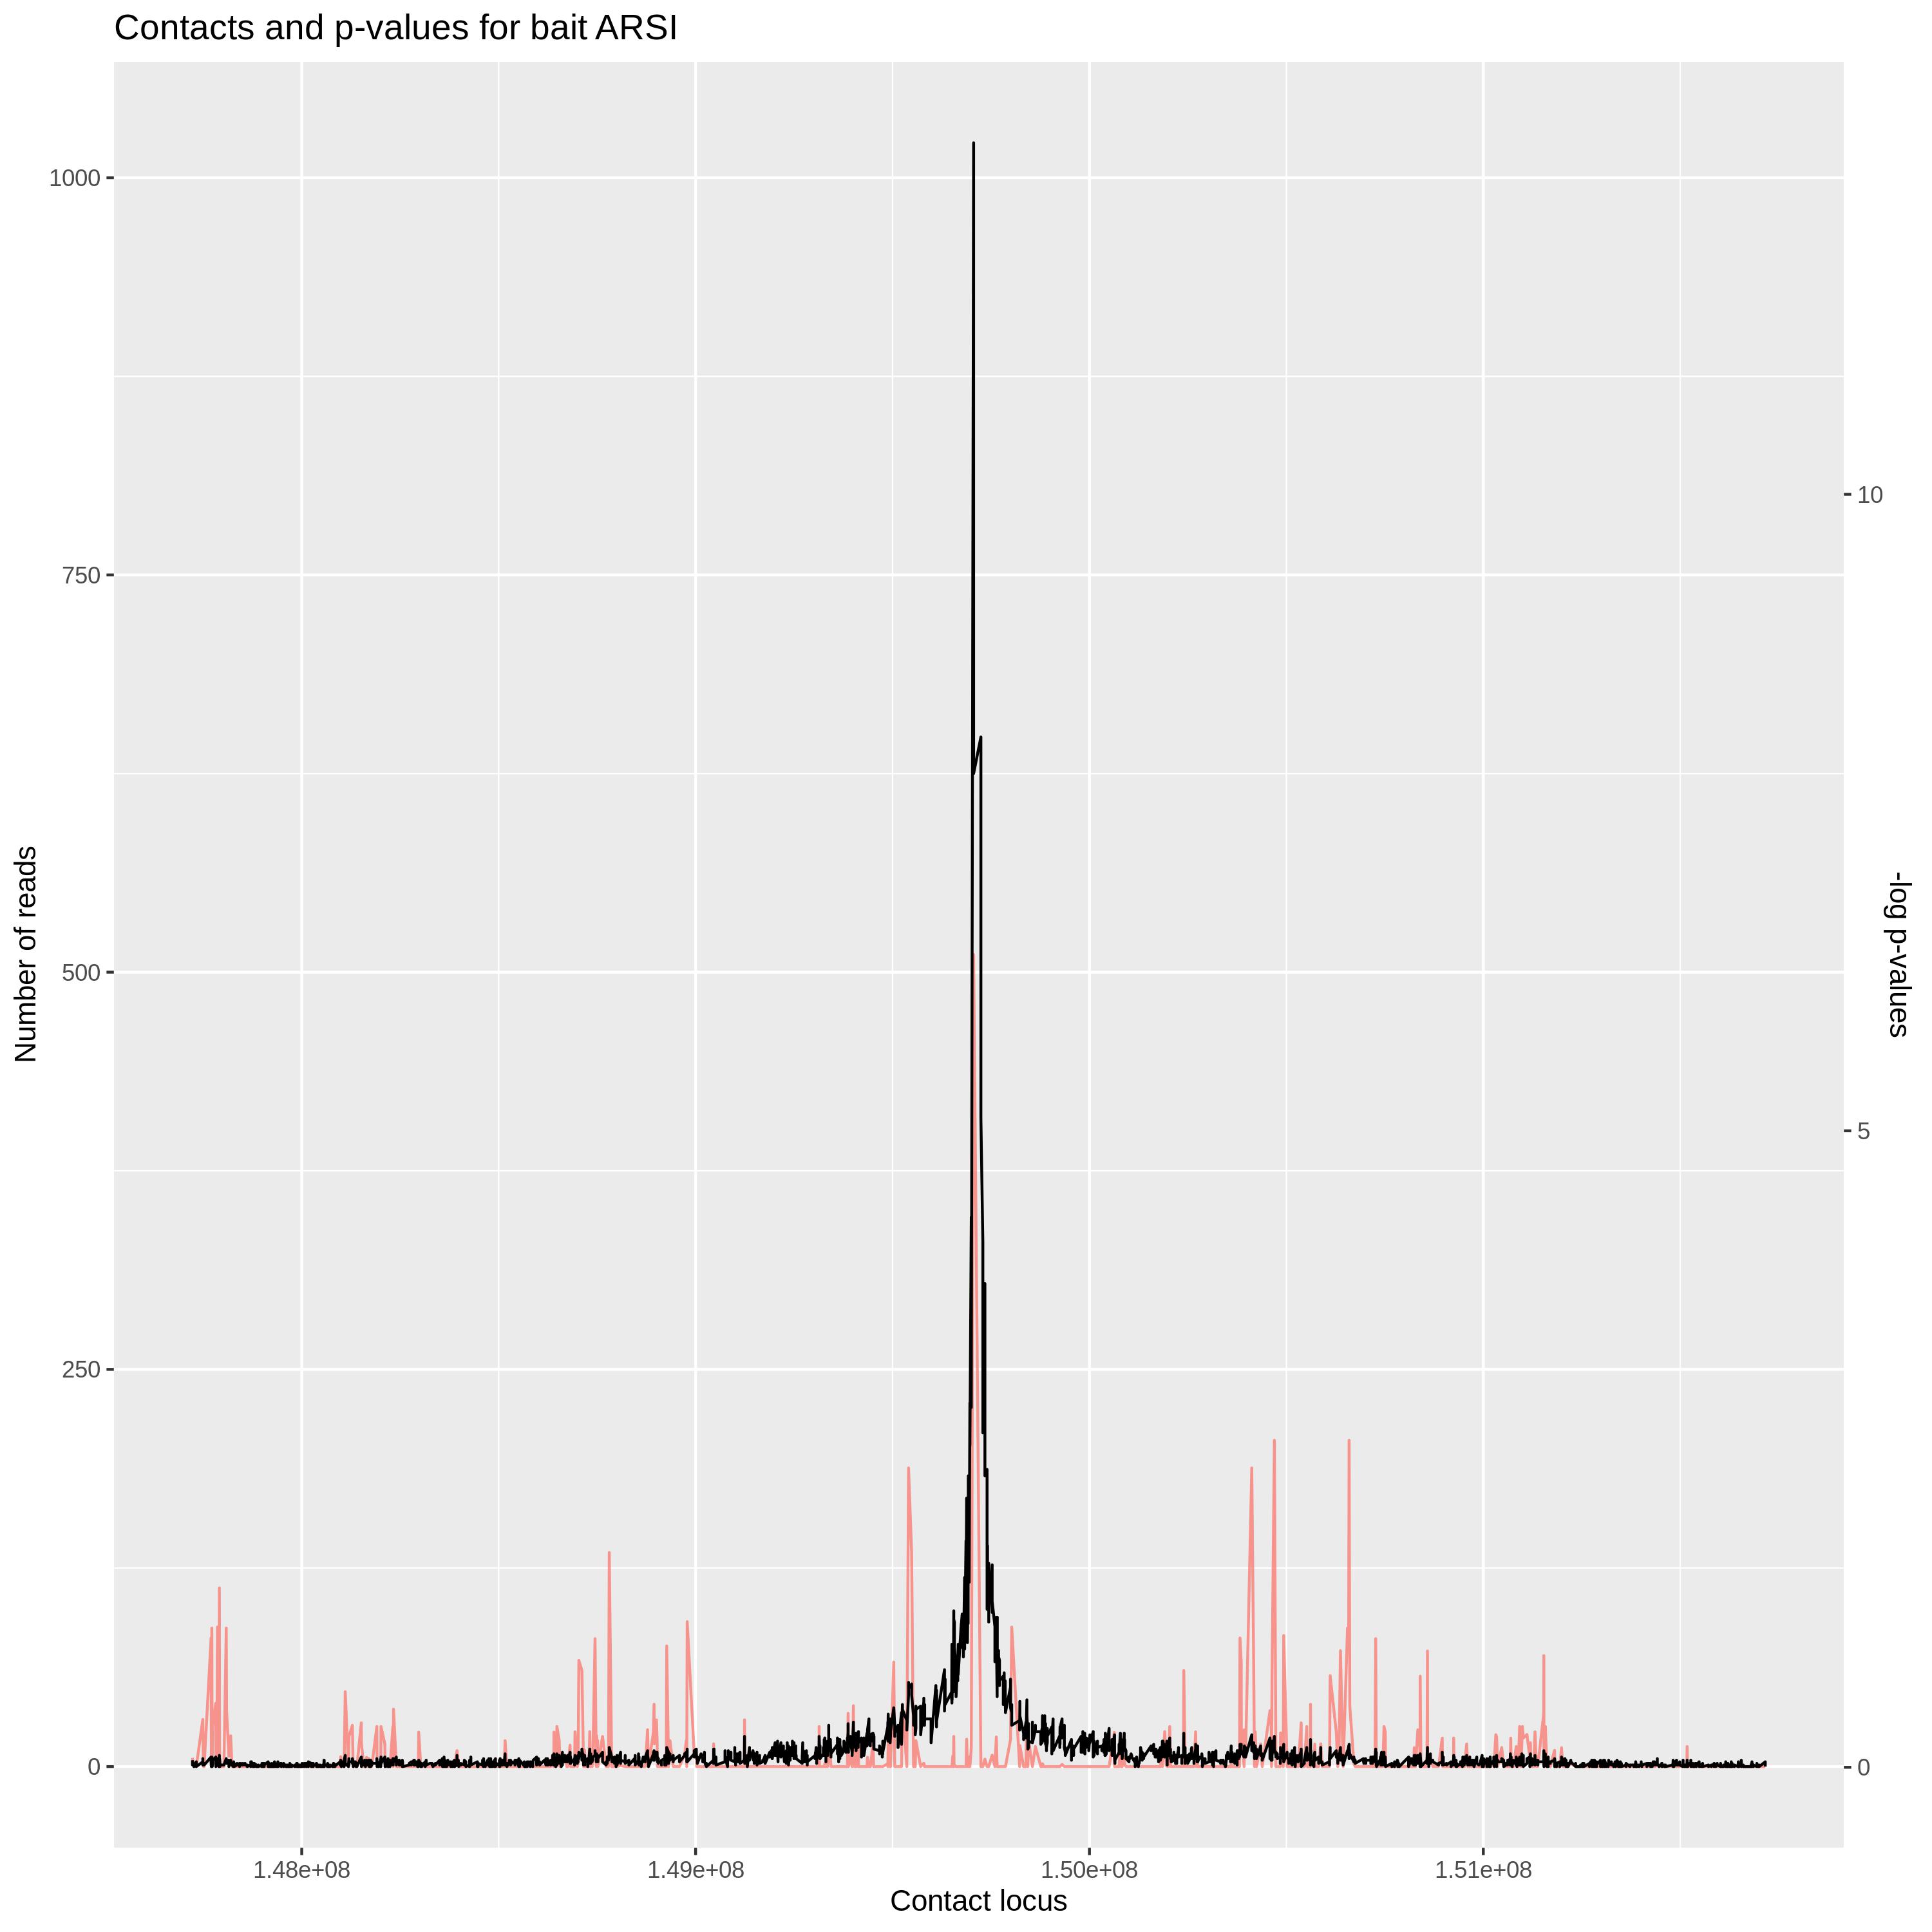 Contacts and p-values for bait ARSI
1000
750
500
250
0
Number of reads
10
5
0
-log p-values
1.48e+08 1.49e+08 1.50e+08 1.51e+08
Contact locus